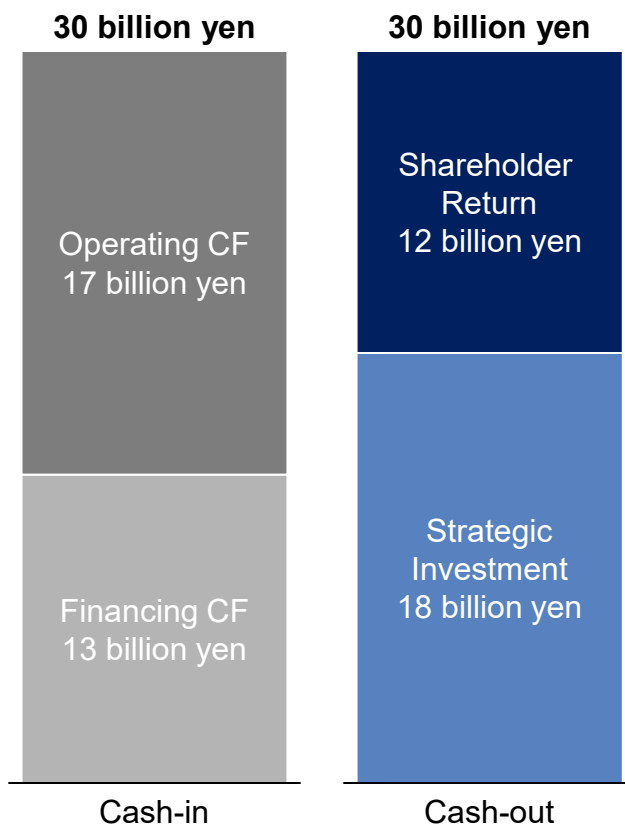 30 billion yen
Operating CF
17 billion yen
Financing CF
13 billion yen
Cash-in
30 billion yen
Shareholder
Return
12 billion yen
Strategic
Investment
18 billion yen
Cash-out